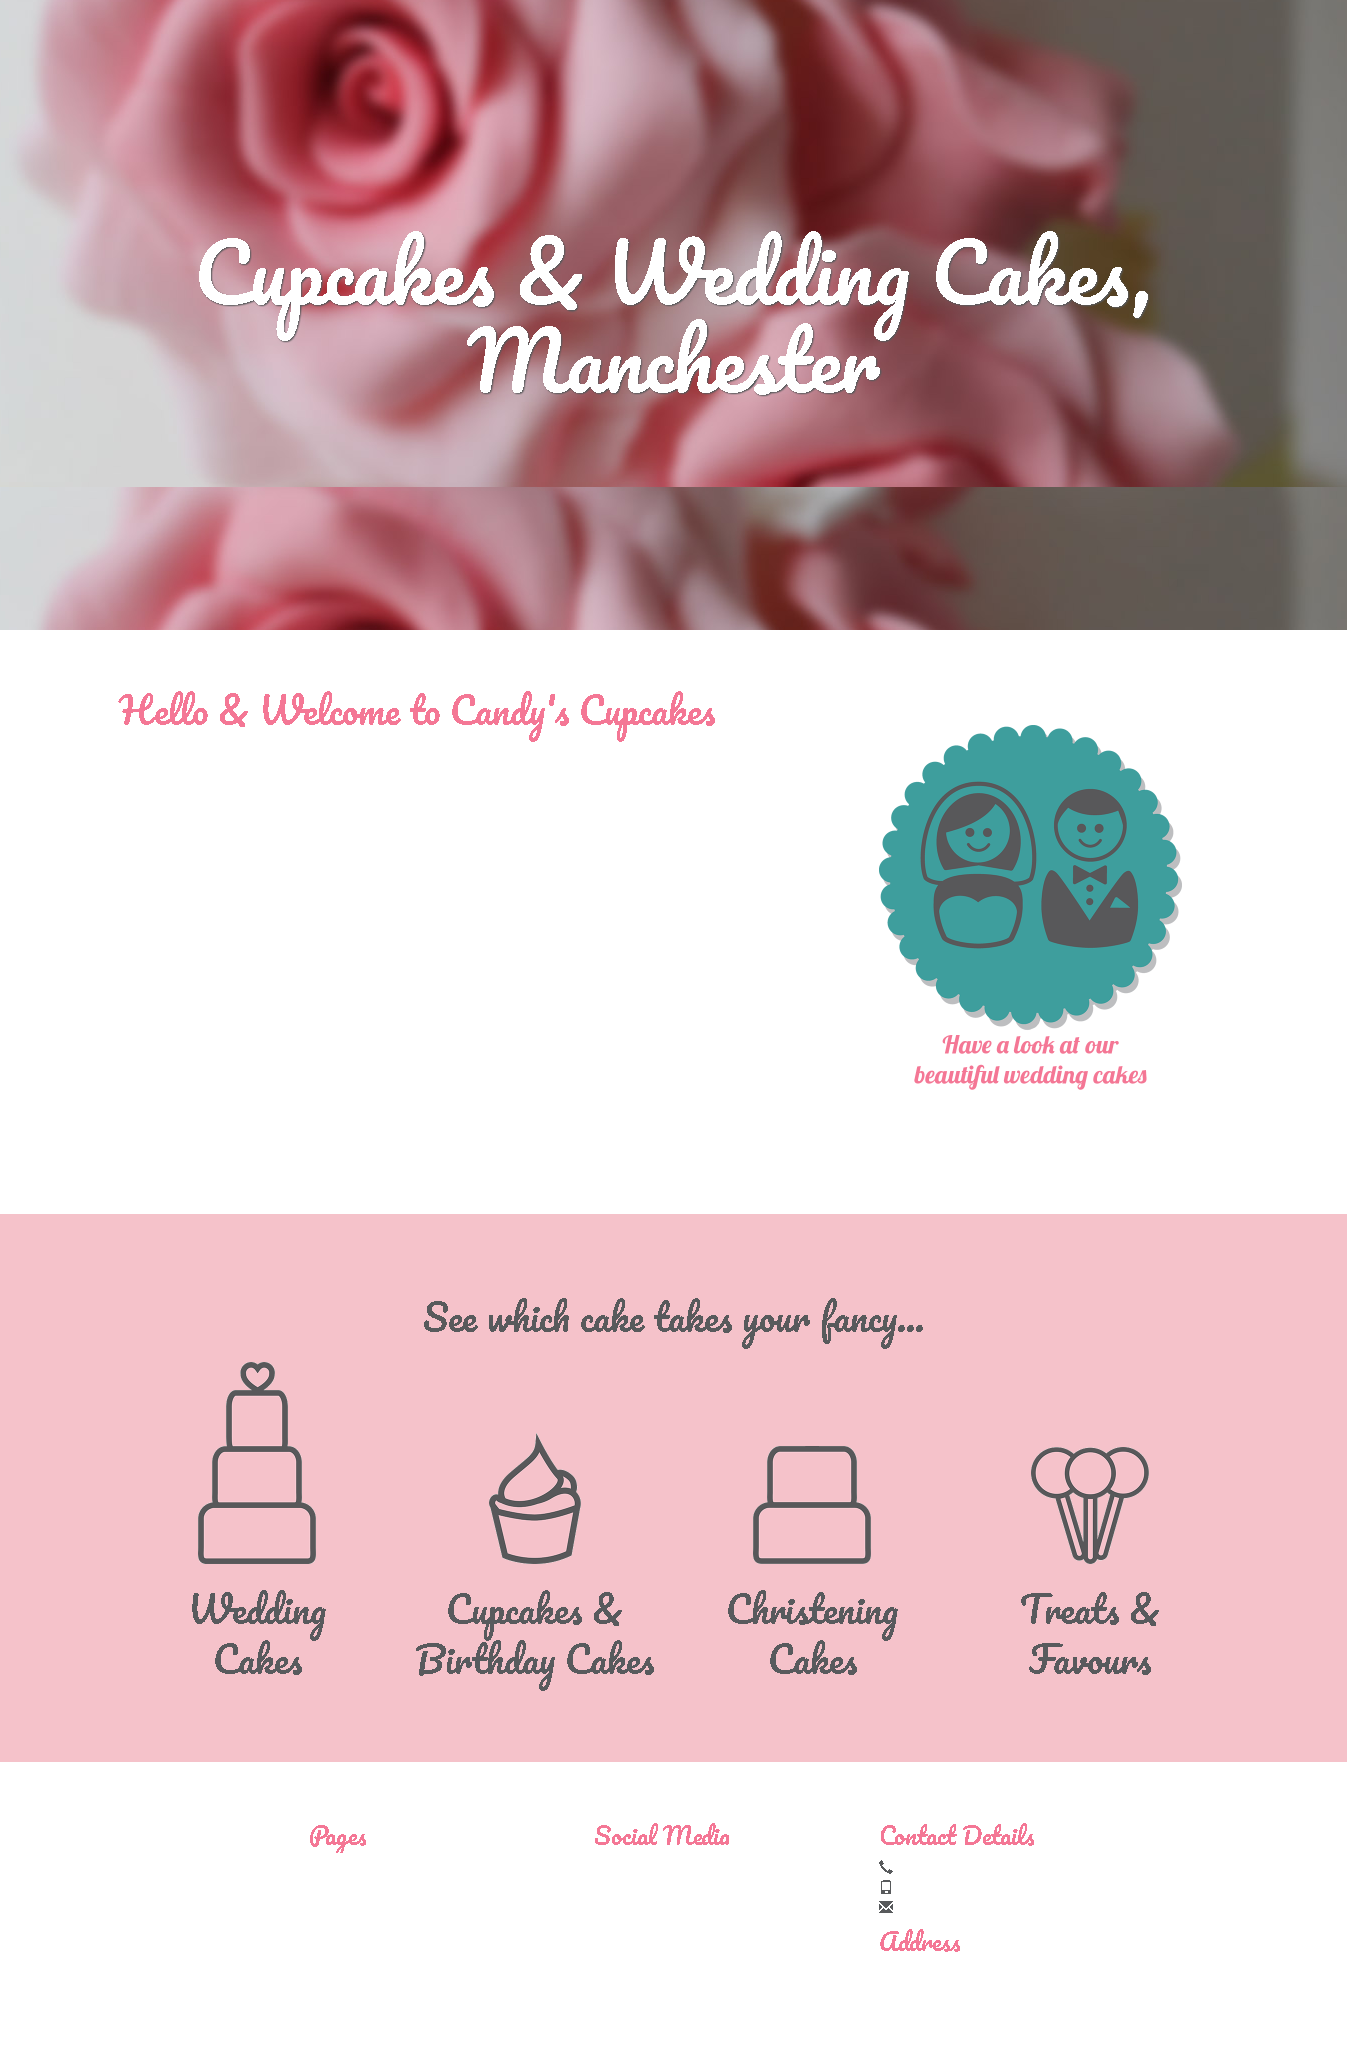 Cupcakes & Wedding Cakes,
Manchester
Hello & Welcome to Candy's Cupcakes
Have a look at our
beautiful wedding cakes
See which cake takes your fancy...
Wedding
Cakes
Cupcakes &
Birthday Cakes
Christening
Cakes
Treats &
Favours
Pages
Social Media
Contact Details
Address